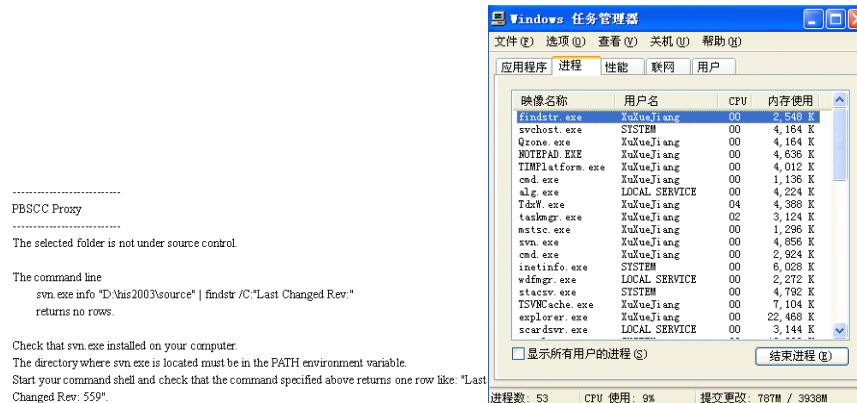 ---------------------------
PBSCC Proxy
---------------------------
The selected folder is not under source control.
The command line
svn.exe info "D:\his2003\source" | findstr /C:"Last Changed Rev:"
returns no rows.
Check that svn.exe installed on your computer.
The directory where svn.exe is located must be in the PATH environment variable.
Start your command shell and check that the command specified above returns one row like: "Last
Changed Rev: 559".
Windows 任务管理器
文件(F) 选项(O) 查看(V) 关机(U) 帮助(H)
应用程序 进程 性能 联网 用户
映像名称 用户名 CPU 内存使用
findstr.exe XuXueJiang 00 2,548 K
svchost.exe SYSTEM 00 4,164 K
Qzone.exe XuXueJiang 00 4,164 K
NOTEPAD.EXE XuXueJiang 00 4,636 K
TIMPlatform.exe XuXueJiang 00 4,012 K
cmd.exe XuXueJiang 00 1,136 K
alg.exe LOCAL SERVICE 00 4,224 K
TdxW.exe XuXueJiang 04 4,388 K
taskmgr.exe XuXueJiang 02 3,124 K
mstsc.exe XuXueJiang 00 1,296 K
svn.exe XuXueJiang 00 4,856 K
cmd.exe XuXueJiang 00 2,924 K
inetinfo.exe SYSTEM 00 6,028 K
wdfmgr.exe LOCAL SERVICE 00 2,272 K
stacsv.exe SYSTEM 00 4,792 K
TSVNCache.exe XuXueJiang 00 7,104 K
explorer.exe XuXueJiang 00 22,468 K
scardsvr.exe LOCAL SERVICE 00 3,144 K
显示所有用户的进程(S) 结束进程(E)
进程数: 53 CPU 使用: 9% 提交更改: 787M / 3938M